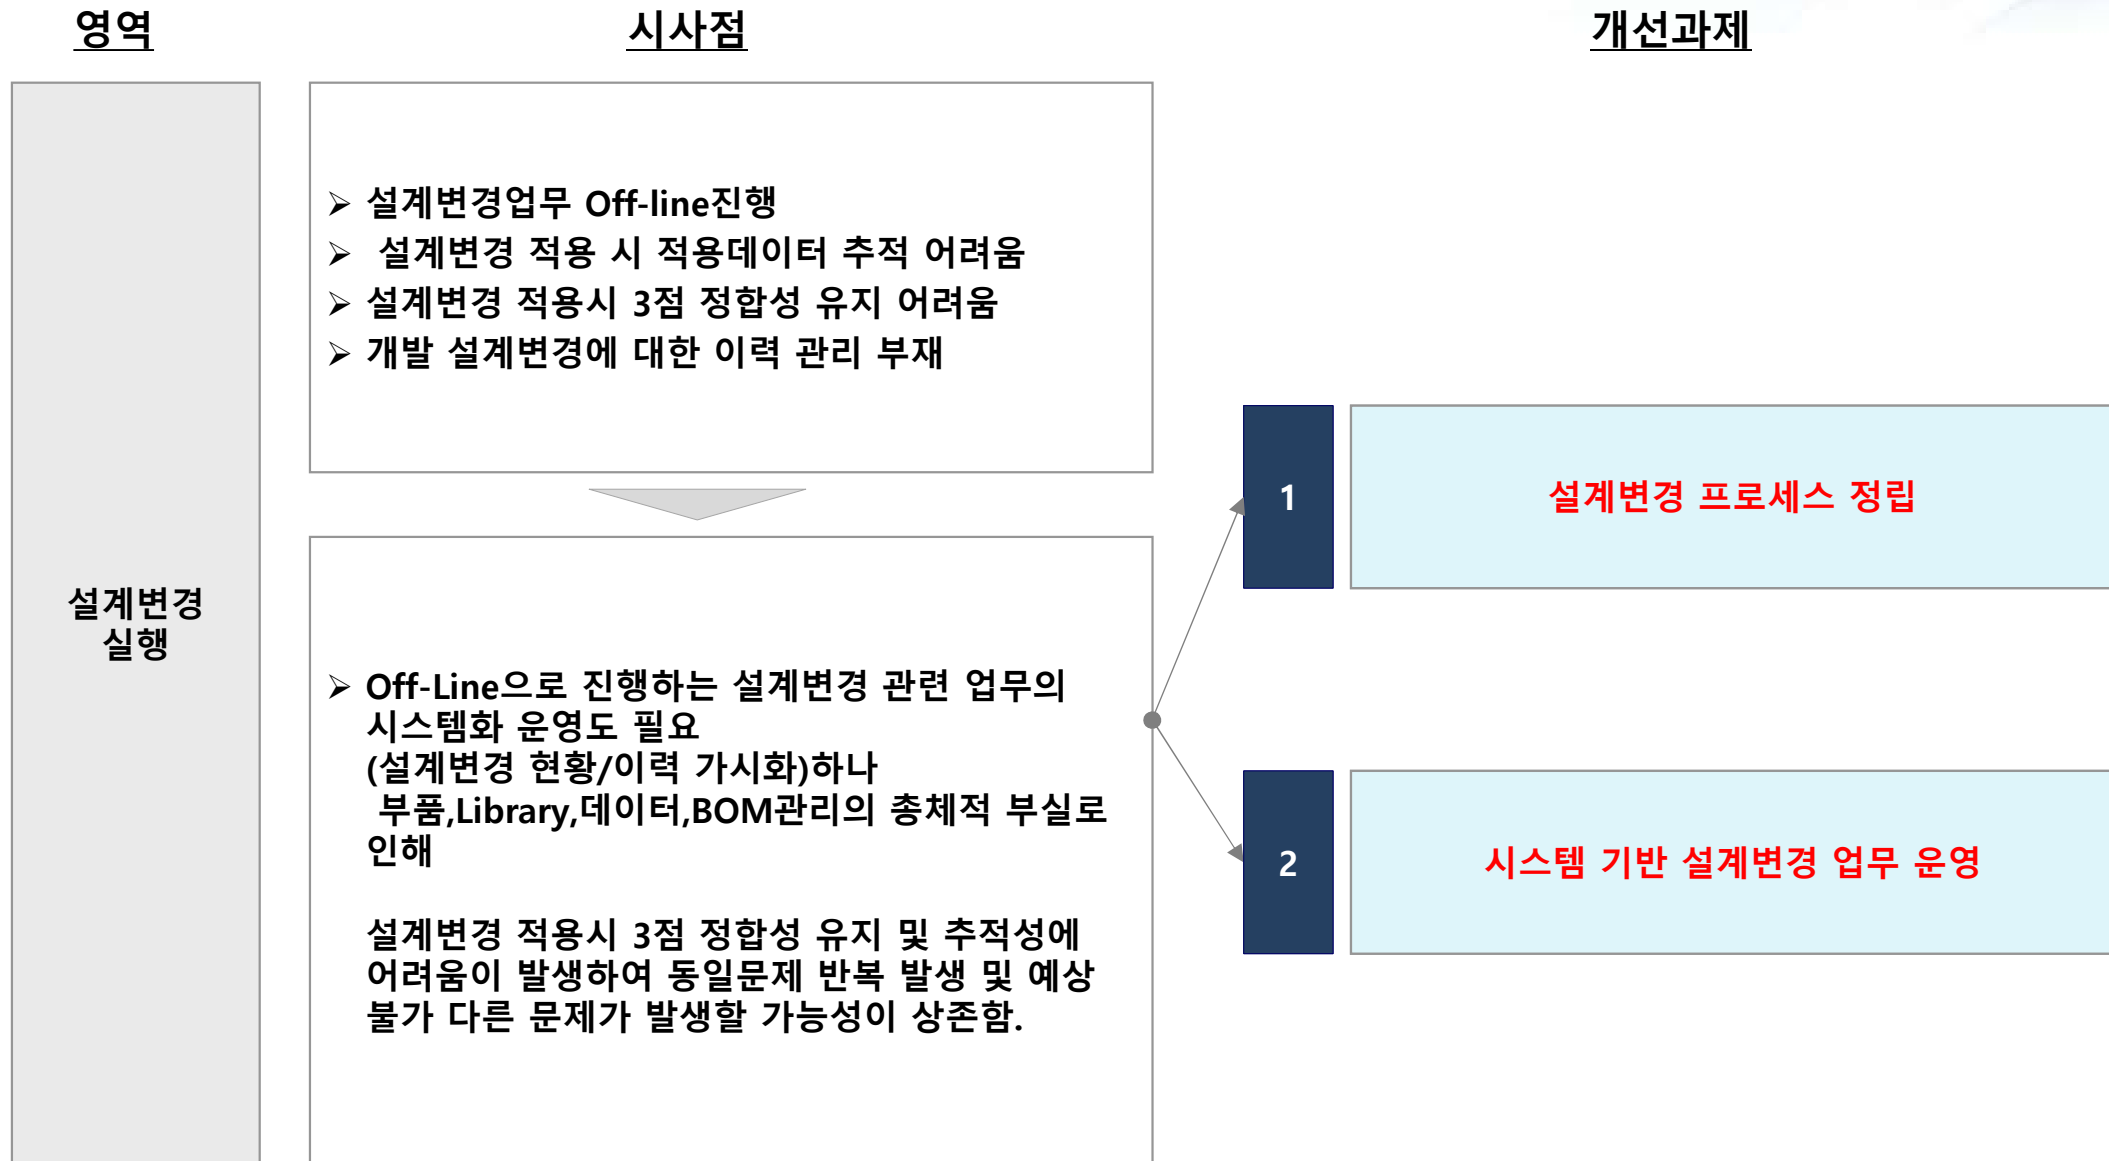 영역
시사점
개선과제
설계변경
실행
➢ 설계변경업무 Off-line진행
➢ 설계변경 적용 시 적용데이터 추적 어려움
➢ 설계변경 적용시 3점 정합성 유지 어려움
➢ 개발 설계변경에 대한 이력 관리 부재
➢ Off-Line으로 진행하는 설계변경 관련 업무의
시스템화 운영도 필요
(설계변경 현황/이력 가시화)하나
부품,Library,데이터,BOM관리의 총체적 부실로
인해
설계변경 적용시 3점 정합성 유지 및 추적성에
어려움이 발생하여 동일문제 반복 발생 및 예상
불가 다른 문제가 발생할 가능성이 상존함.
1
설계변경 프로세스 정립
2
시스템 기반 설계변경 업무 운영